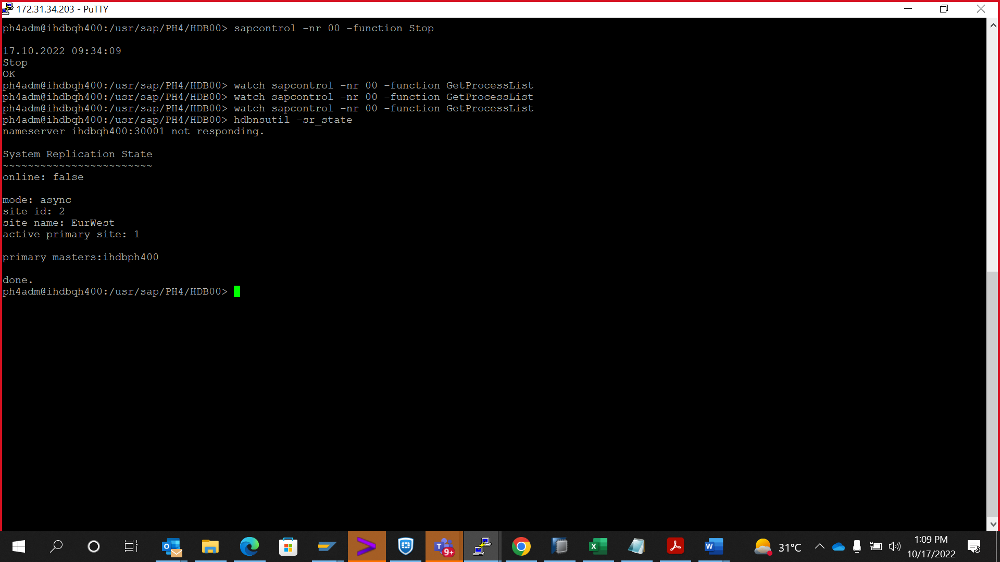 172.31.34.203 - PuTTY
ph4adm@ihdbqh400:/usr/sap/PH4/HDB00> sapcontrol -nr 00 -function Stop
17.10.2022 09:34:09
Stop
OK
ph4adm@ihdbqh400:/usr/sap/PH4/HDB00> watch sapcontrol -nr 00 -function GetProcessList
ph4adm@ihdbqh400:/usr/sap/PH4/HDB00> watch sapcontrol -nr 00 -function GetProcessList
ph4adm@ihdbqh400:/usr/sap/PH4/HDB00> watch sapcontrol -nr 00 -function GetProcessList
ph4adm@ihdbqh400:/usr/sap/PH4/HDB00> hdbnsutil -sr_state
nameserver ihdbqh400:30001 not responding.
System Replication State
~~~~~~~~~~~~~~~~~~~~~~~~
online: false
mode: async
site id: 2
site name: EurWest
active primary site: 1
primary masters:ihdbph400
done.
ph4adm@ihdbqh400:/usr/sap/PH4/HDB00>
9+
31°C
1:09 PM
10/17/2022